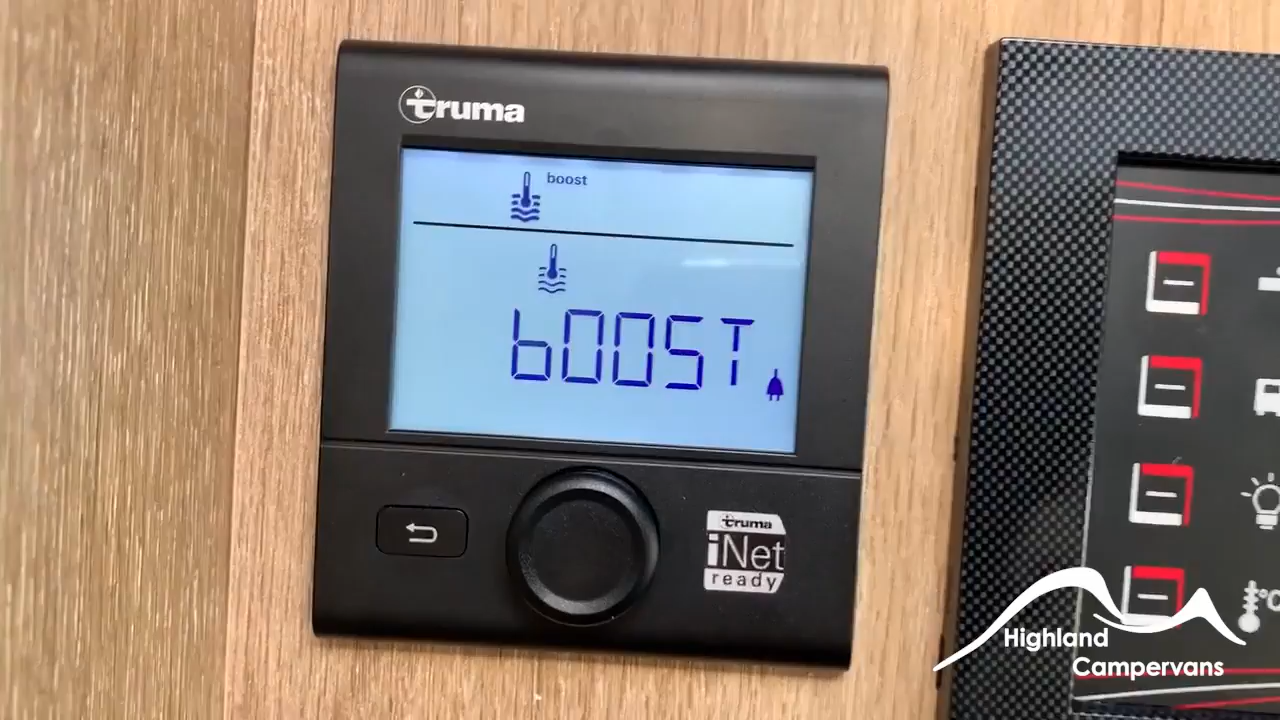 truma
boost
bOOST
truma
iNet
ready
°C
Highland
Campervans